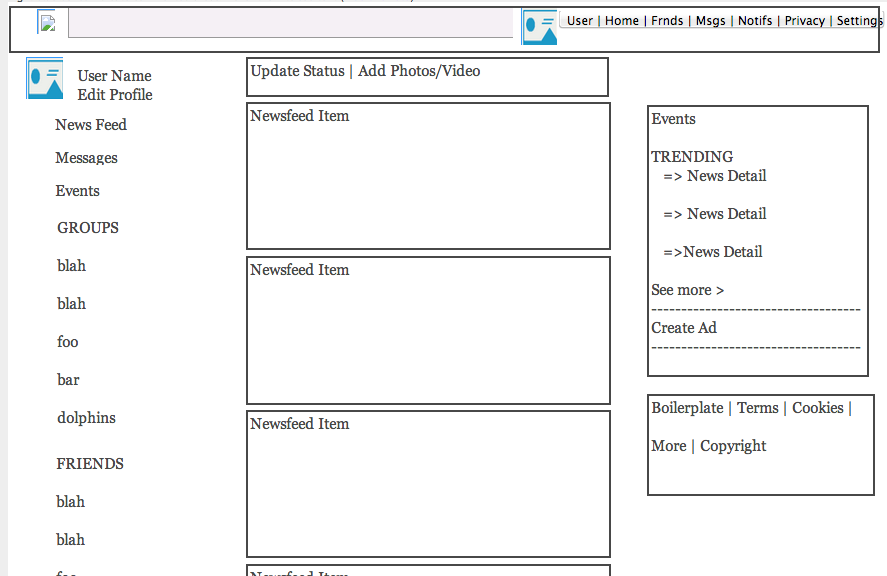 User | Home | Frnds | Msgs | Notifs | Privacy | Settings
User Name
Edit Profile
News Feed
Messages
Events
GROUPS
blah
blah
foo
bar
dolphins
FRIENDS
blah
blah
Update Status | Add Photos/Video
Newsfeed Item
Newsfeed Item
Newsfeed Item
Newsfeed Item
Events
TRENDING
=> News Detail
=> News Detail
=>News Detail
See more >
-----------------------------------
Create Ad
-----------------------------------
Boilerplate | Terms | Cookies |
More | Copyright